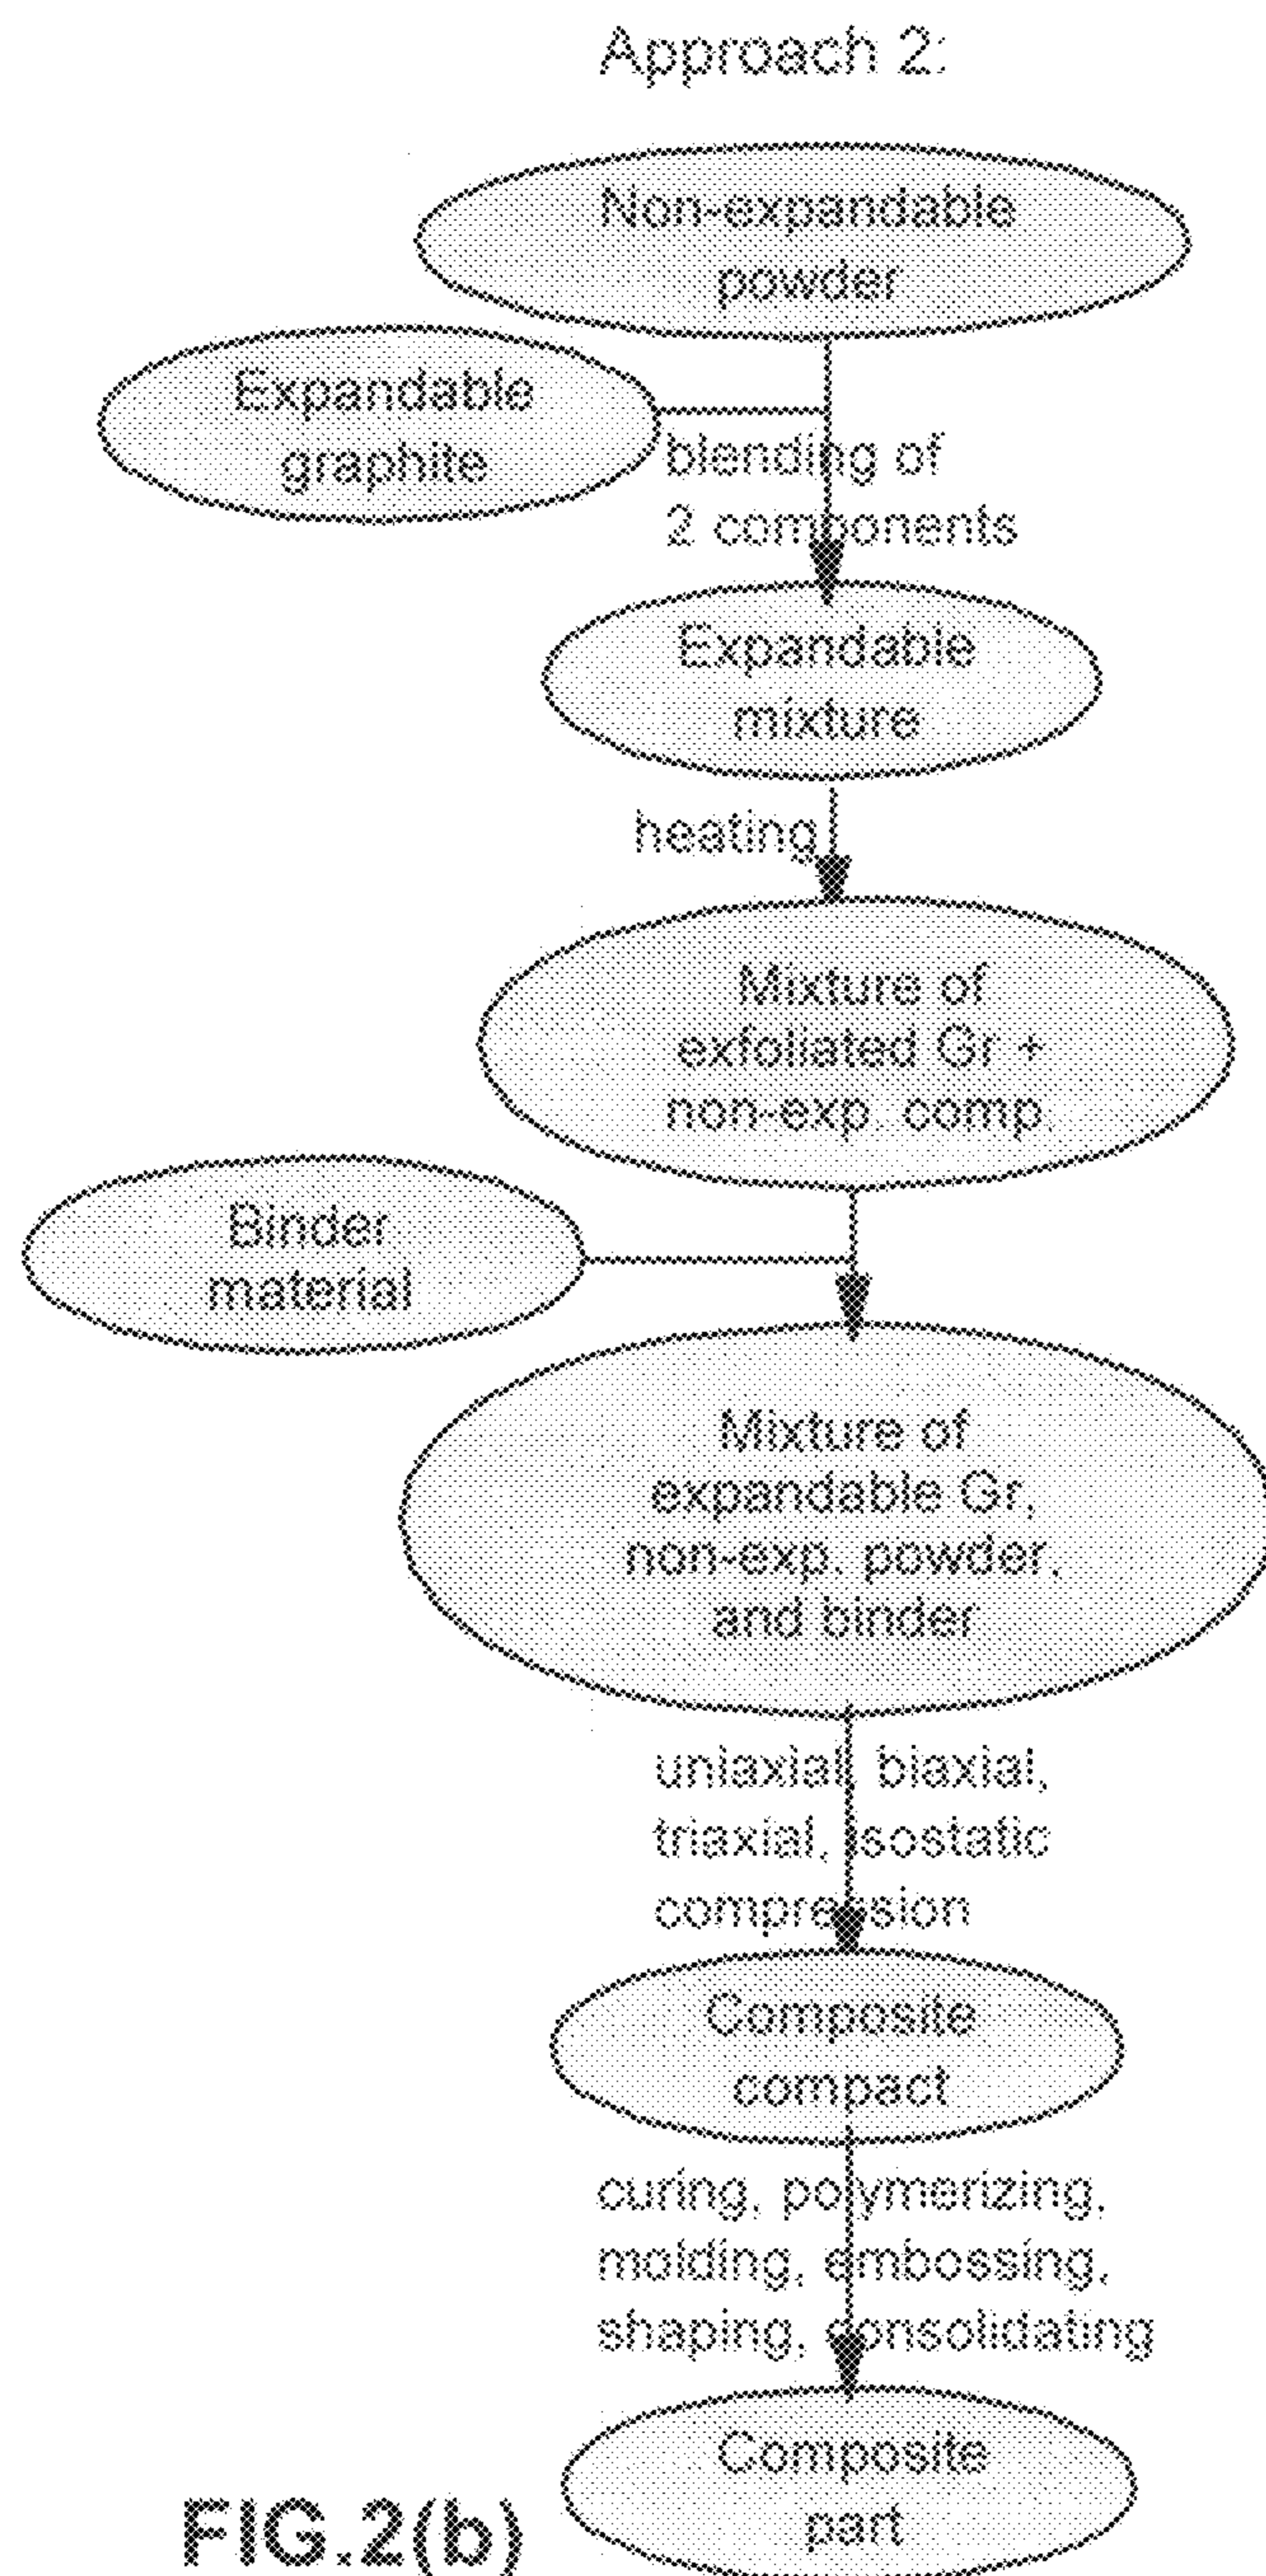 Approach 2:
Non-expandable
powder
Expandable
graphite
blending of
2 components
Expandable
mixture
heating
Mixture of
exfoliated Gr +
non-exp. comp.
Binder
material
Mixture of
expandable Gr,
non-exp. powder,
and binder
uniaxial, biaxial,
triaxial, isostatic
compression
Composite
compact
curing, polymerizing,
molding, embossing,
shaping, consolidating
Composite
part
FIG.2(b)